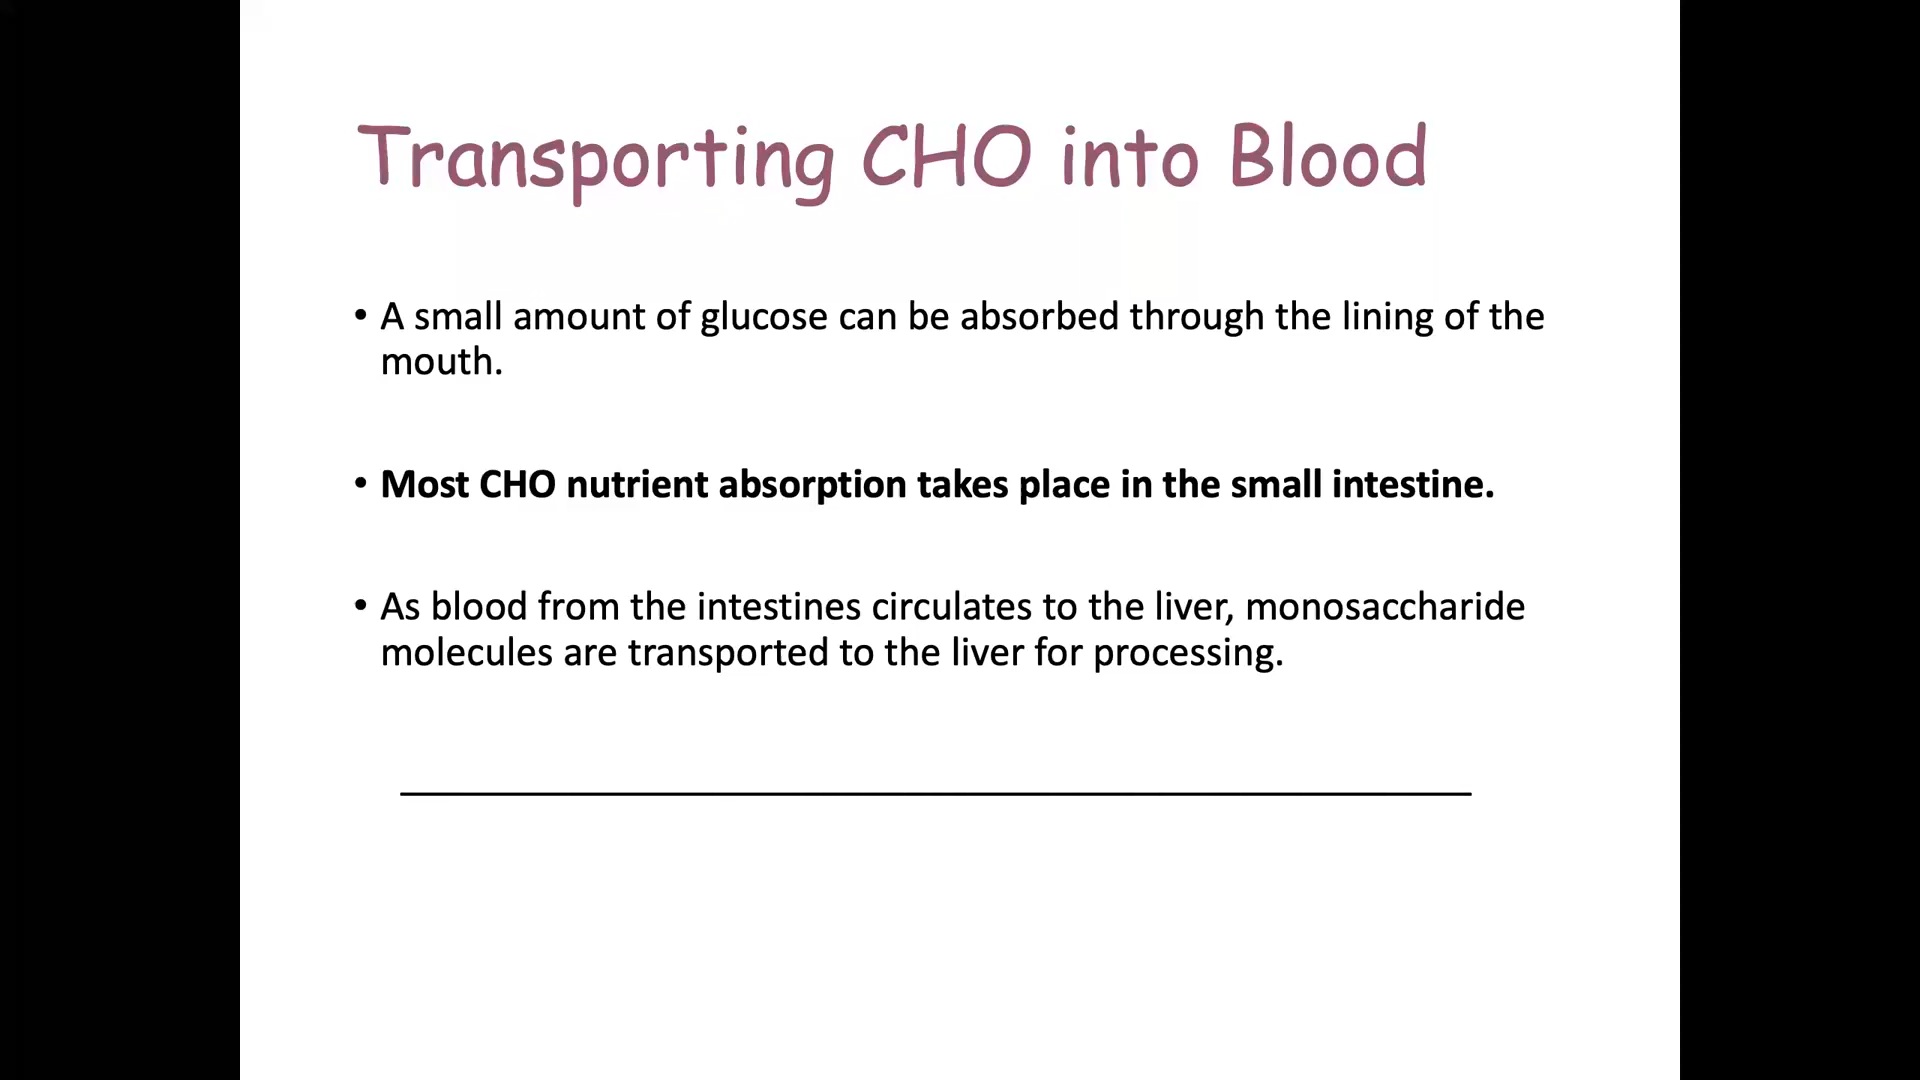 Transporting CHO into Blood
• A small amount of glucose can be absorbed through the lining of the
mouth.
• Most CHO nutrient absorption takes place in the small intestine.
• As blood from the intestines circulates to the liver, monosaccharide
molecules are transported to the liver for processing.